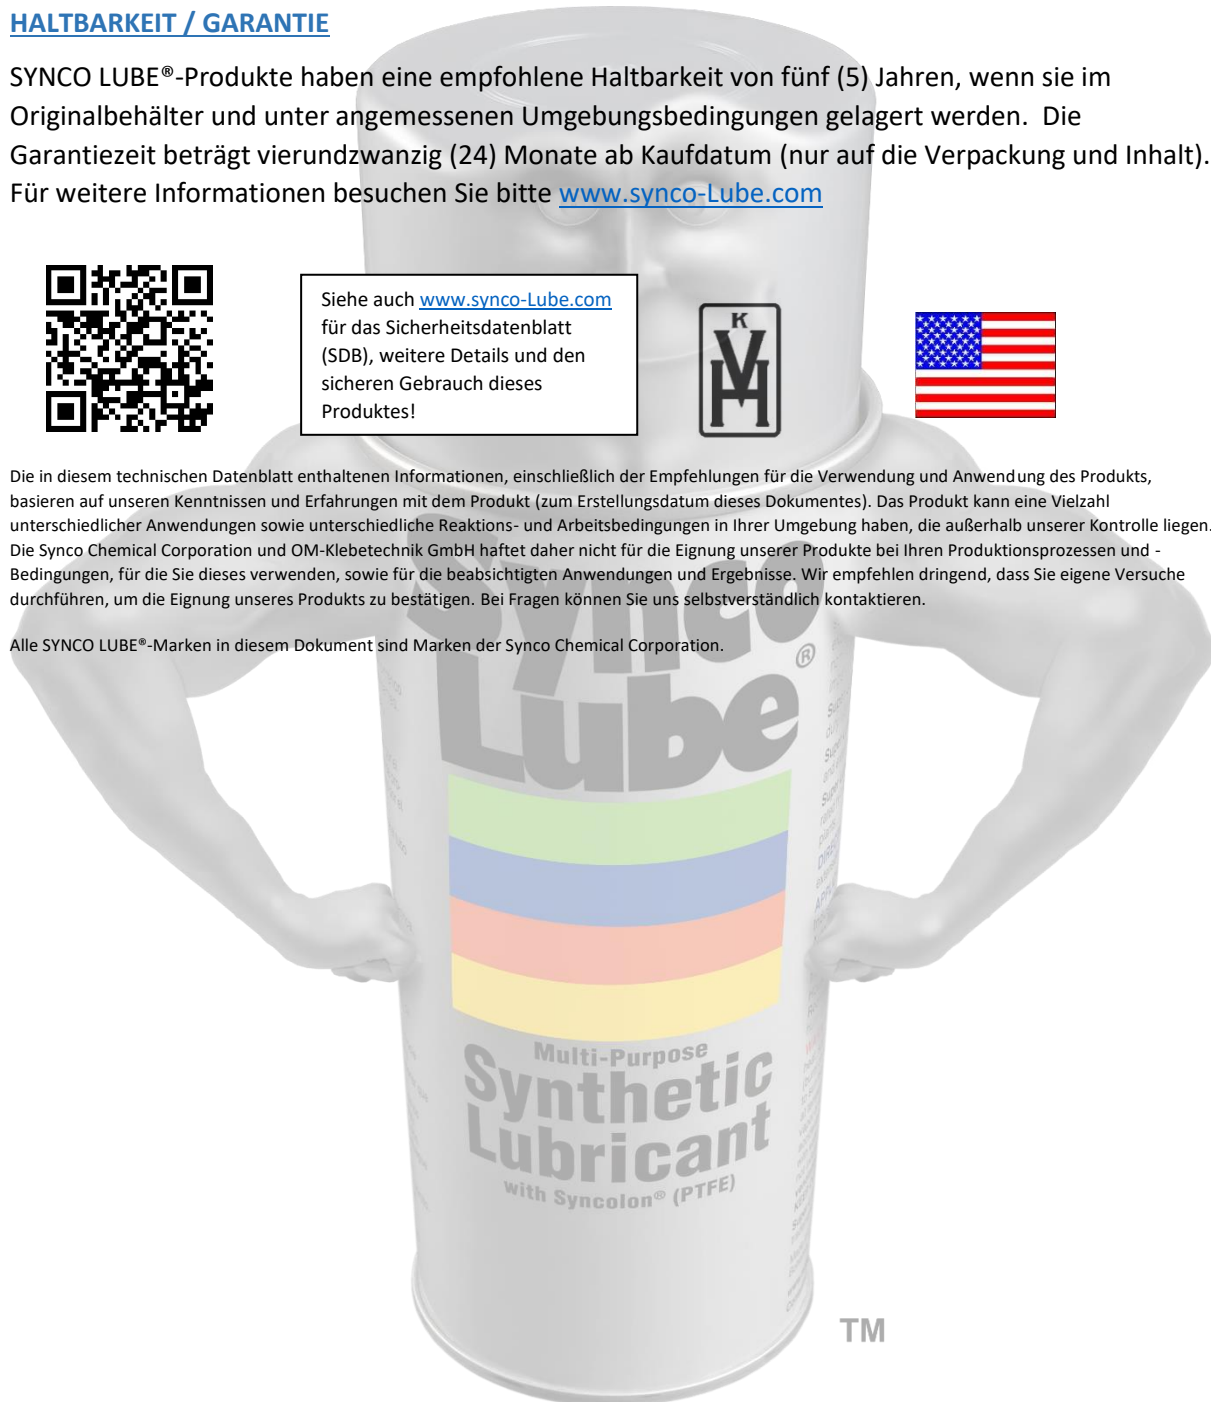 HALTBARKEIT / GARANTIE
SYNCO LUBE®-Produkte haben eine empfohlene Haltbarkeit von fünf (5) Jahren, wenn sie im
Originalbehälter und unter angemessenen Umgebungsbedingungen gelagert werden.  Die
Garantiezeit beträgt vierundzwanzig (24) Monate ab Kaufdatum (nur auf die Verpackung und Inhalt).
Für weitere Informationen besuchen Sie bitte www.synco-Lube.com
Siehe auch www.synco-Lube.com
für das Sicherheitsdatenblatt
(SDB), weitere Details und den
sicheren Gebrauch dieses
Produktes!
K
V
H
Die in diesem technischen Datenblatt enthaltenen Informationen, einschließlich der Empfehlungen für die Verwendung und Anwendung des Produkts,
basieren auf unseren Kenntnissen und Erfahrungen mit dem Produkt (zum Erstellungsdatum dieses Dokumentes). Das Produkt kann eine Vielzahl
unterschiedlicher Anwendungen sowie unterschiedliche Reaktions- und Arbeitsbedingungen in Ihrer Umgebung haben, die außerhalb unserer Kontrolle liegen.
Die Synco Chemical Corporation und OM-Klebetechnik GmbH haftet daher nicht für die Eignung unserer Produkte bei Ihren Produktionsprozessen und -
Bedingungen, für die Sie dieses verwenden, sowie für die beabsichtigten Anwendungen und Ergebnisse. Wir empfehlen dringend, dass Sie eigene Versuche
durchführen, um die Eignung unseres Produkts zu bestätigen. Bei Fragen können Sie uns selbstverständlich kontaktieren.
Alle SYNCO LUBE®-Marken in diesem Dokument sind Marken der Synco Chemical Corporation.
Synco
Lube®
Multi-Purpose
Synthetic
Lubricant
with Syncolon® (PTFE)
TM